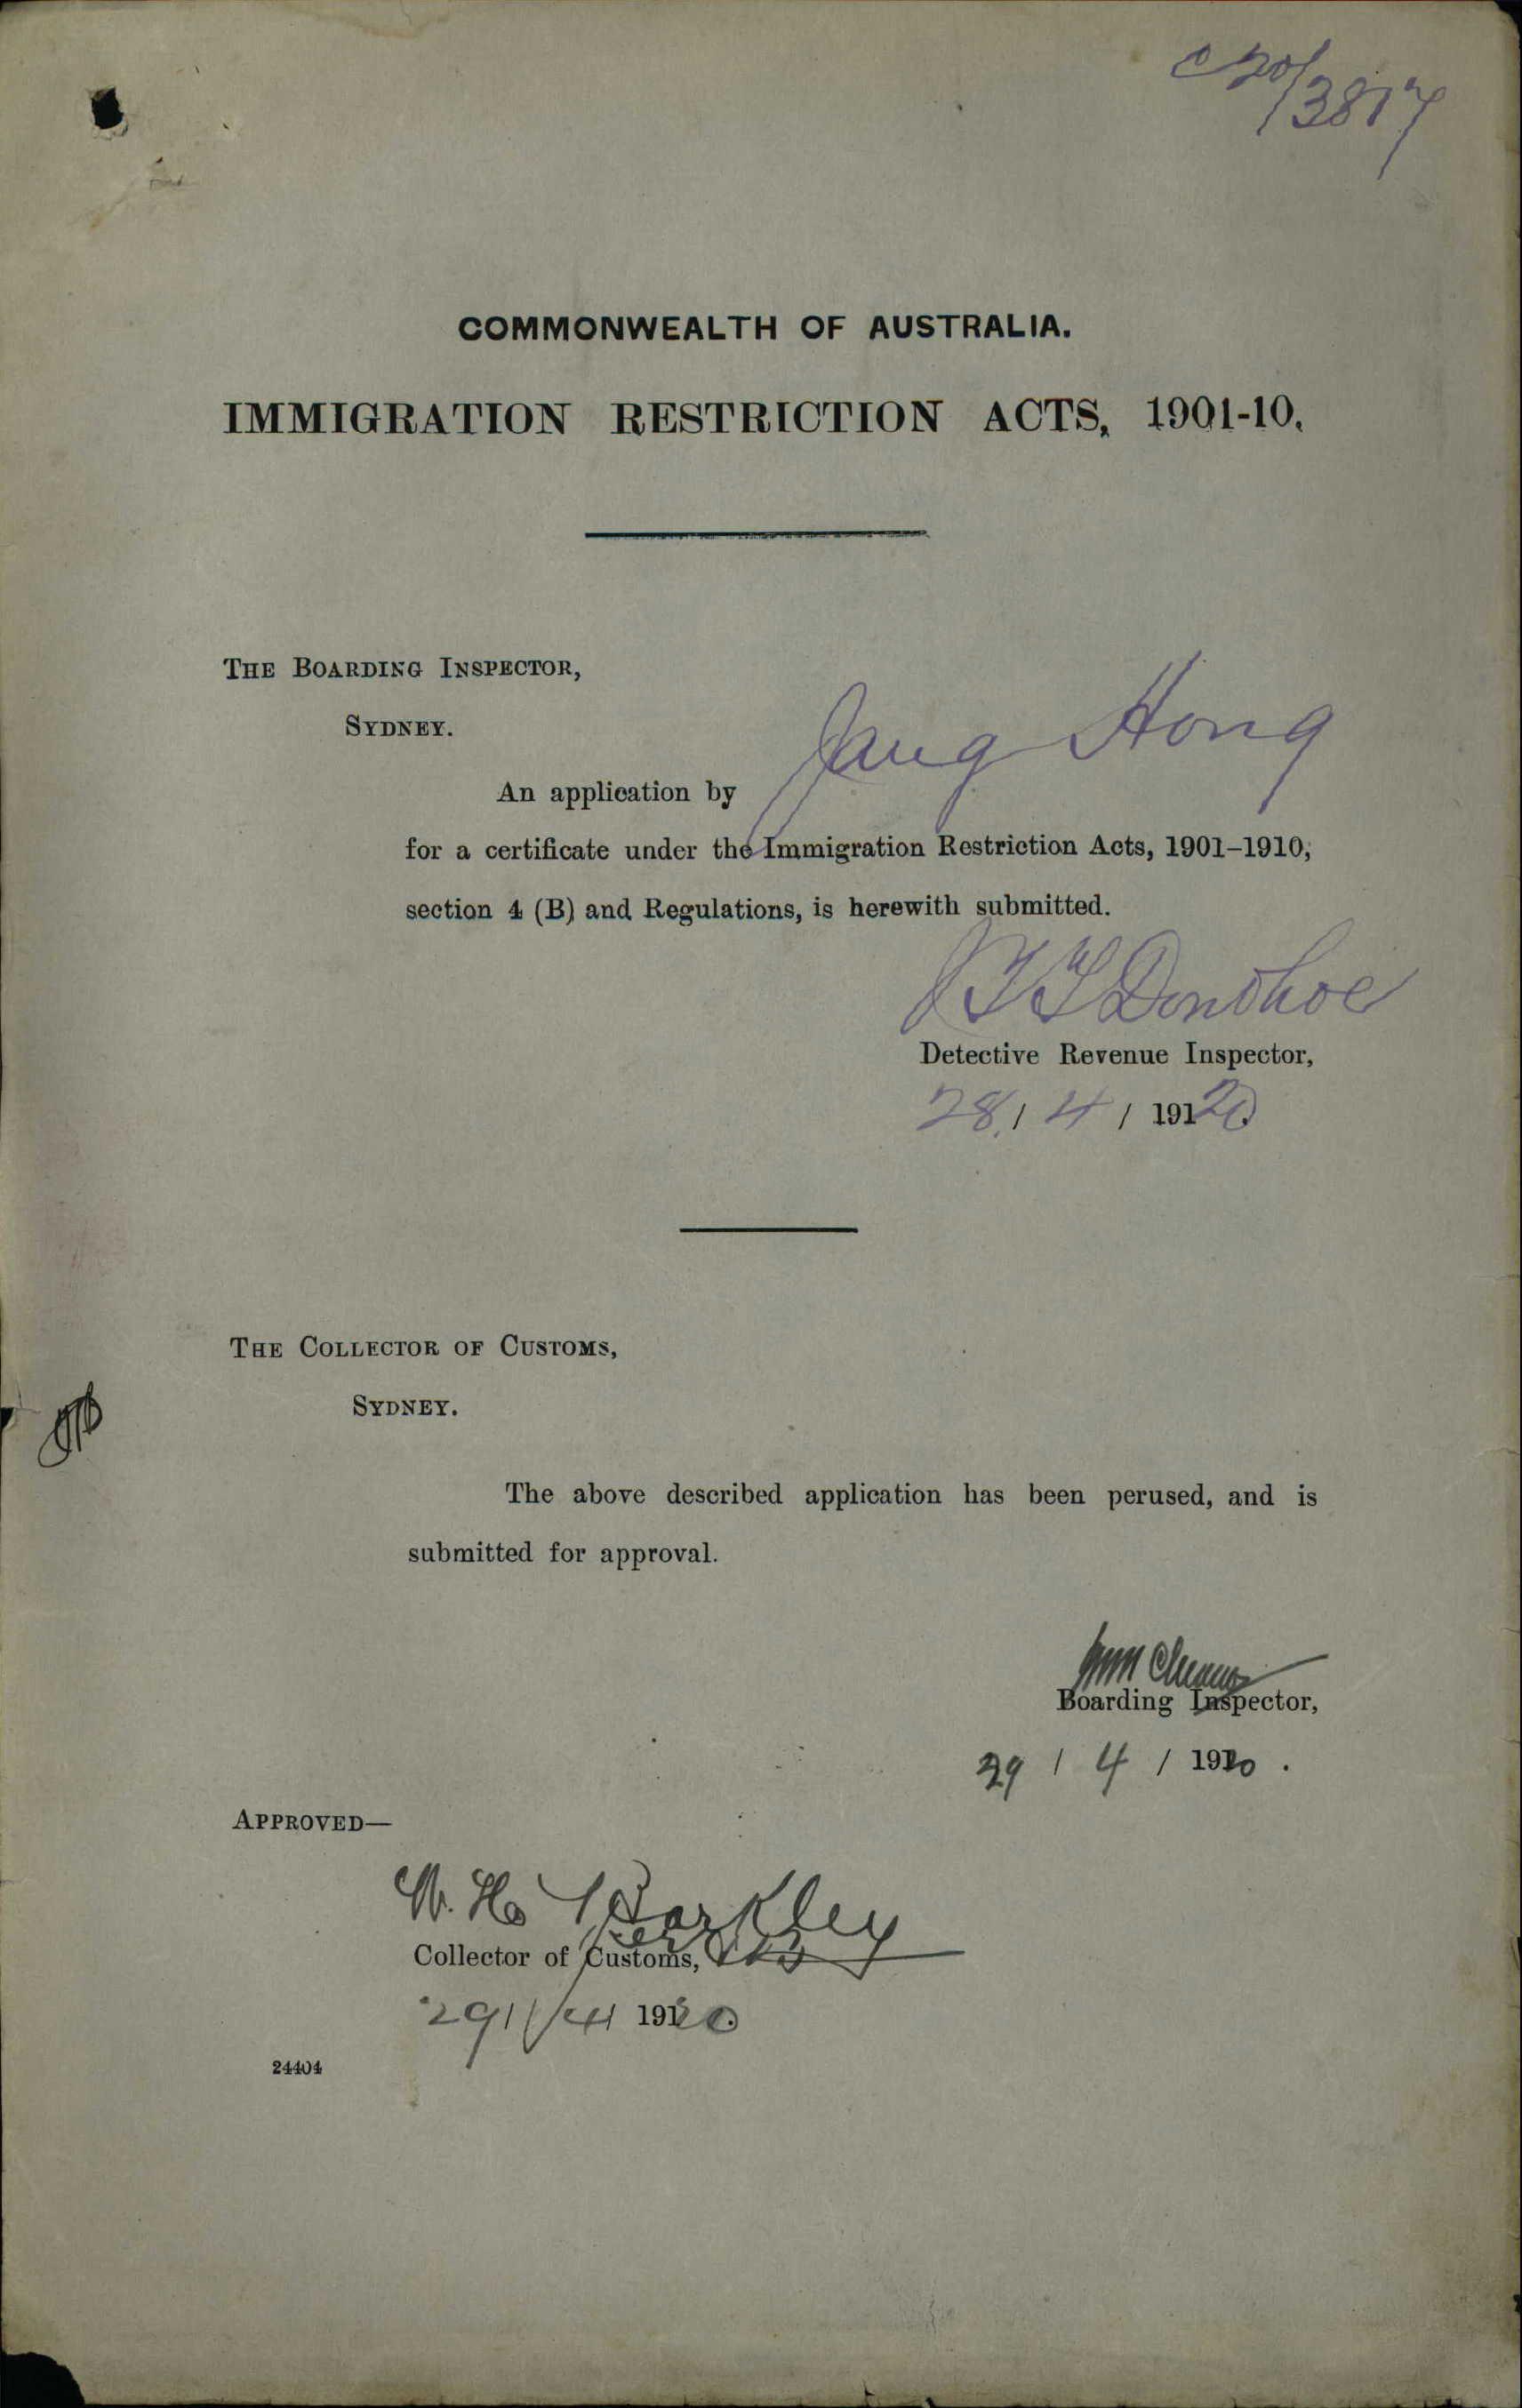 C20/3817
COMMONWEALTH OF AUSTRALIA.
IMMIGRATION RESTRICTION ACTS, 1901-10.
THE BOARDING INSPECTOR,
SYDNEY.
An application by Jang Hong
for a certificate under the Immigration Restriction Acts, 1901–1910,
section 4 (B) and Regulations, is herewith submitted.
Donohoe
Detective Revenue Inspector,
28 / 4 / 1920
THE COLLECTOR OF CUSTOMS,
SYDNEY.
The above described application has been perused, and is
submitted for approval.
Boarding Inspector,
29 / 4 / 1920.
APPROVED—
W. H. Barkley
Collector of Customs,
29 / 4 / 1920
24404